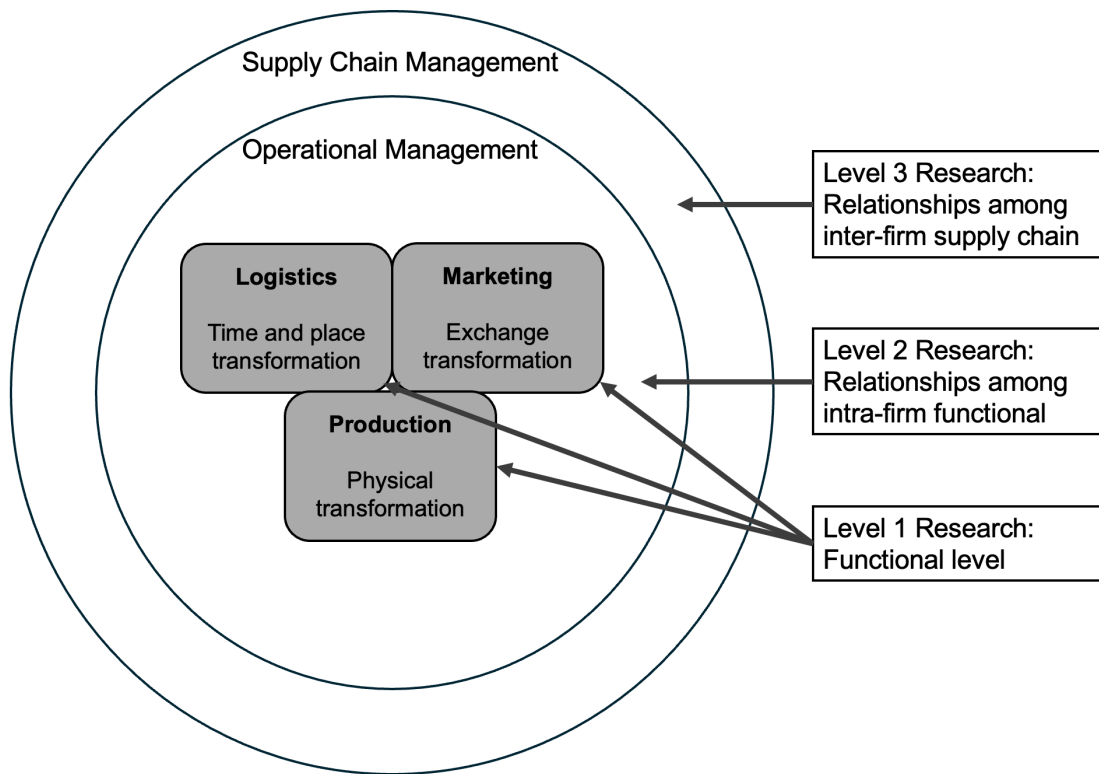 Supply Chain Management
Operational Management
Logistics
Time and place
transformation
Marketing
Exchange
transformation
Production
Physical
transformation
Level 3 Research:
Relationships among
inter-firm supply chain
Level 2 Research:
Relationships among
intra-firm functional
Level 1 Research:
Functional level